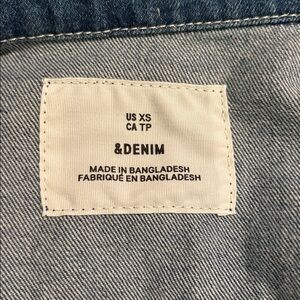 US XS
CA TP
&DENIM
MADE IN BANGLADESH
FABRIQUÉ EN BANGLADESH